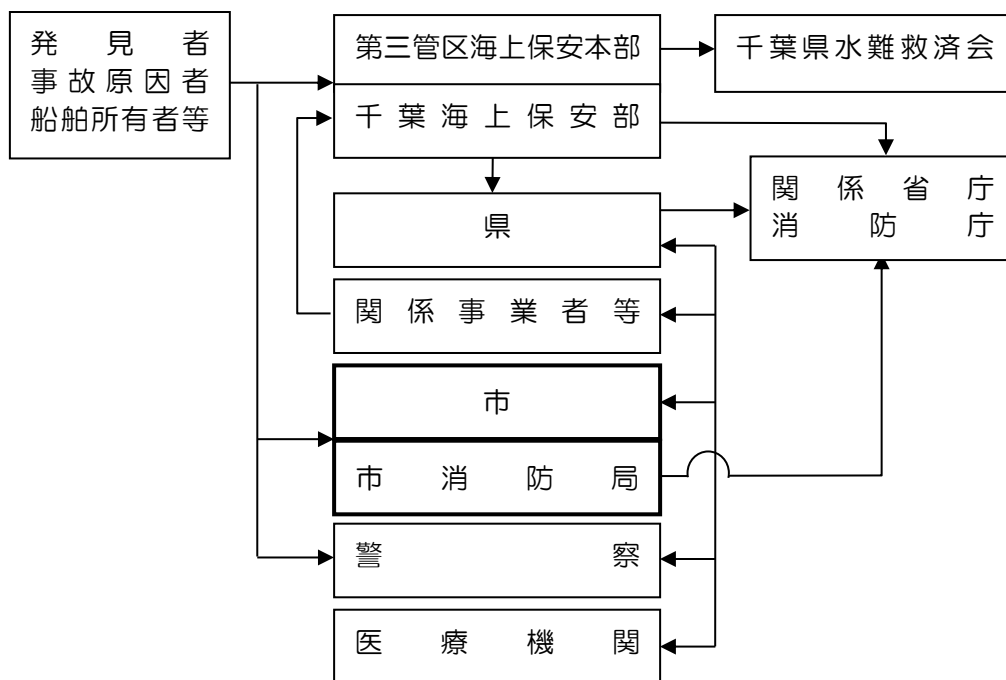 発見者
事故原因者
船舶所有者等
第三管区海上保安本部
千葉海上保安部
千葉県水難救済会
関係省庁
消防庁
県
関係事業者等
市
市消防局
警察
医療機関